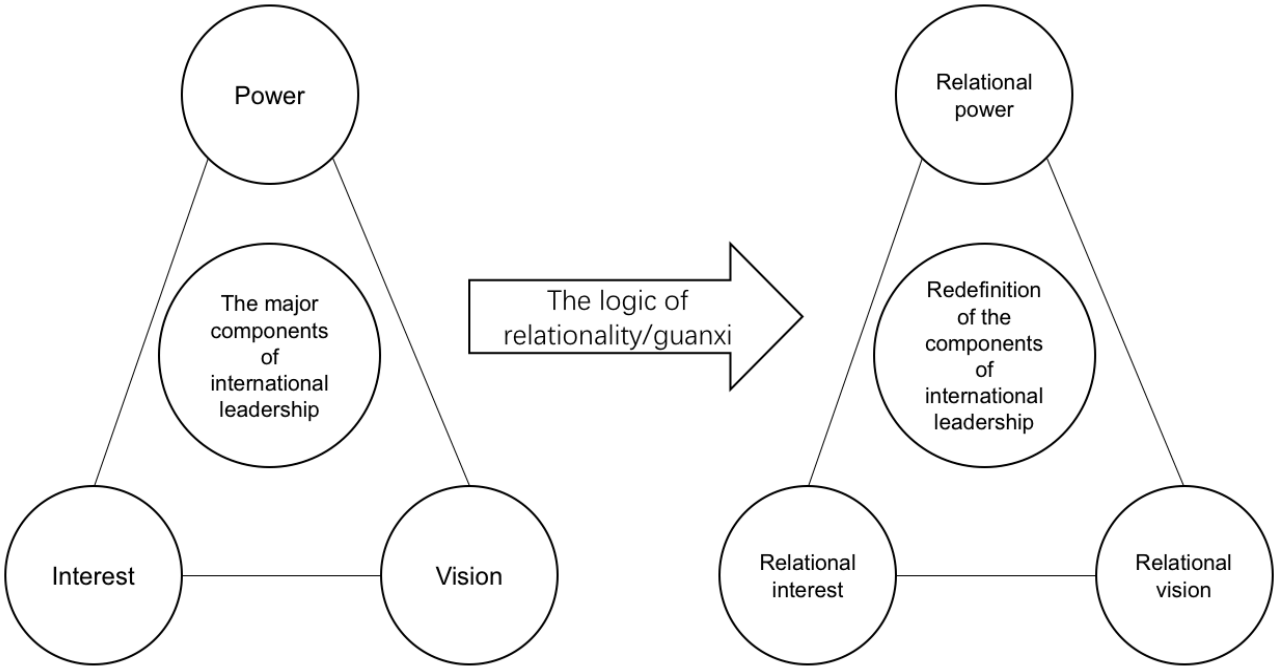 Power
The major
components
of
international
leadership
Interest
Vision
The logic of
relationality/guanxi
Relational
power
Redefinition
of the
components
of
international
leadership
Relational
interest
Relational
vision